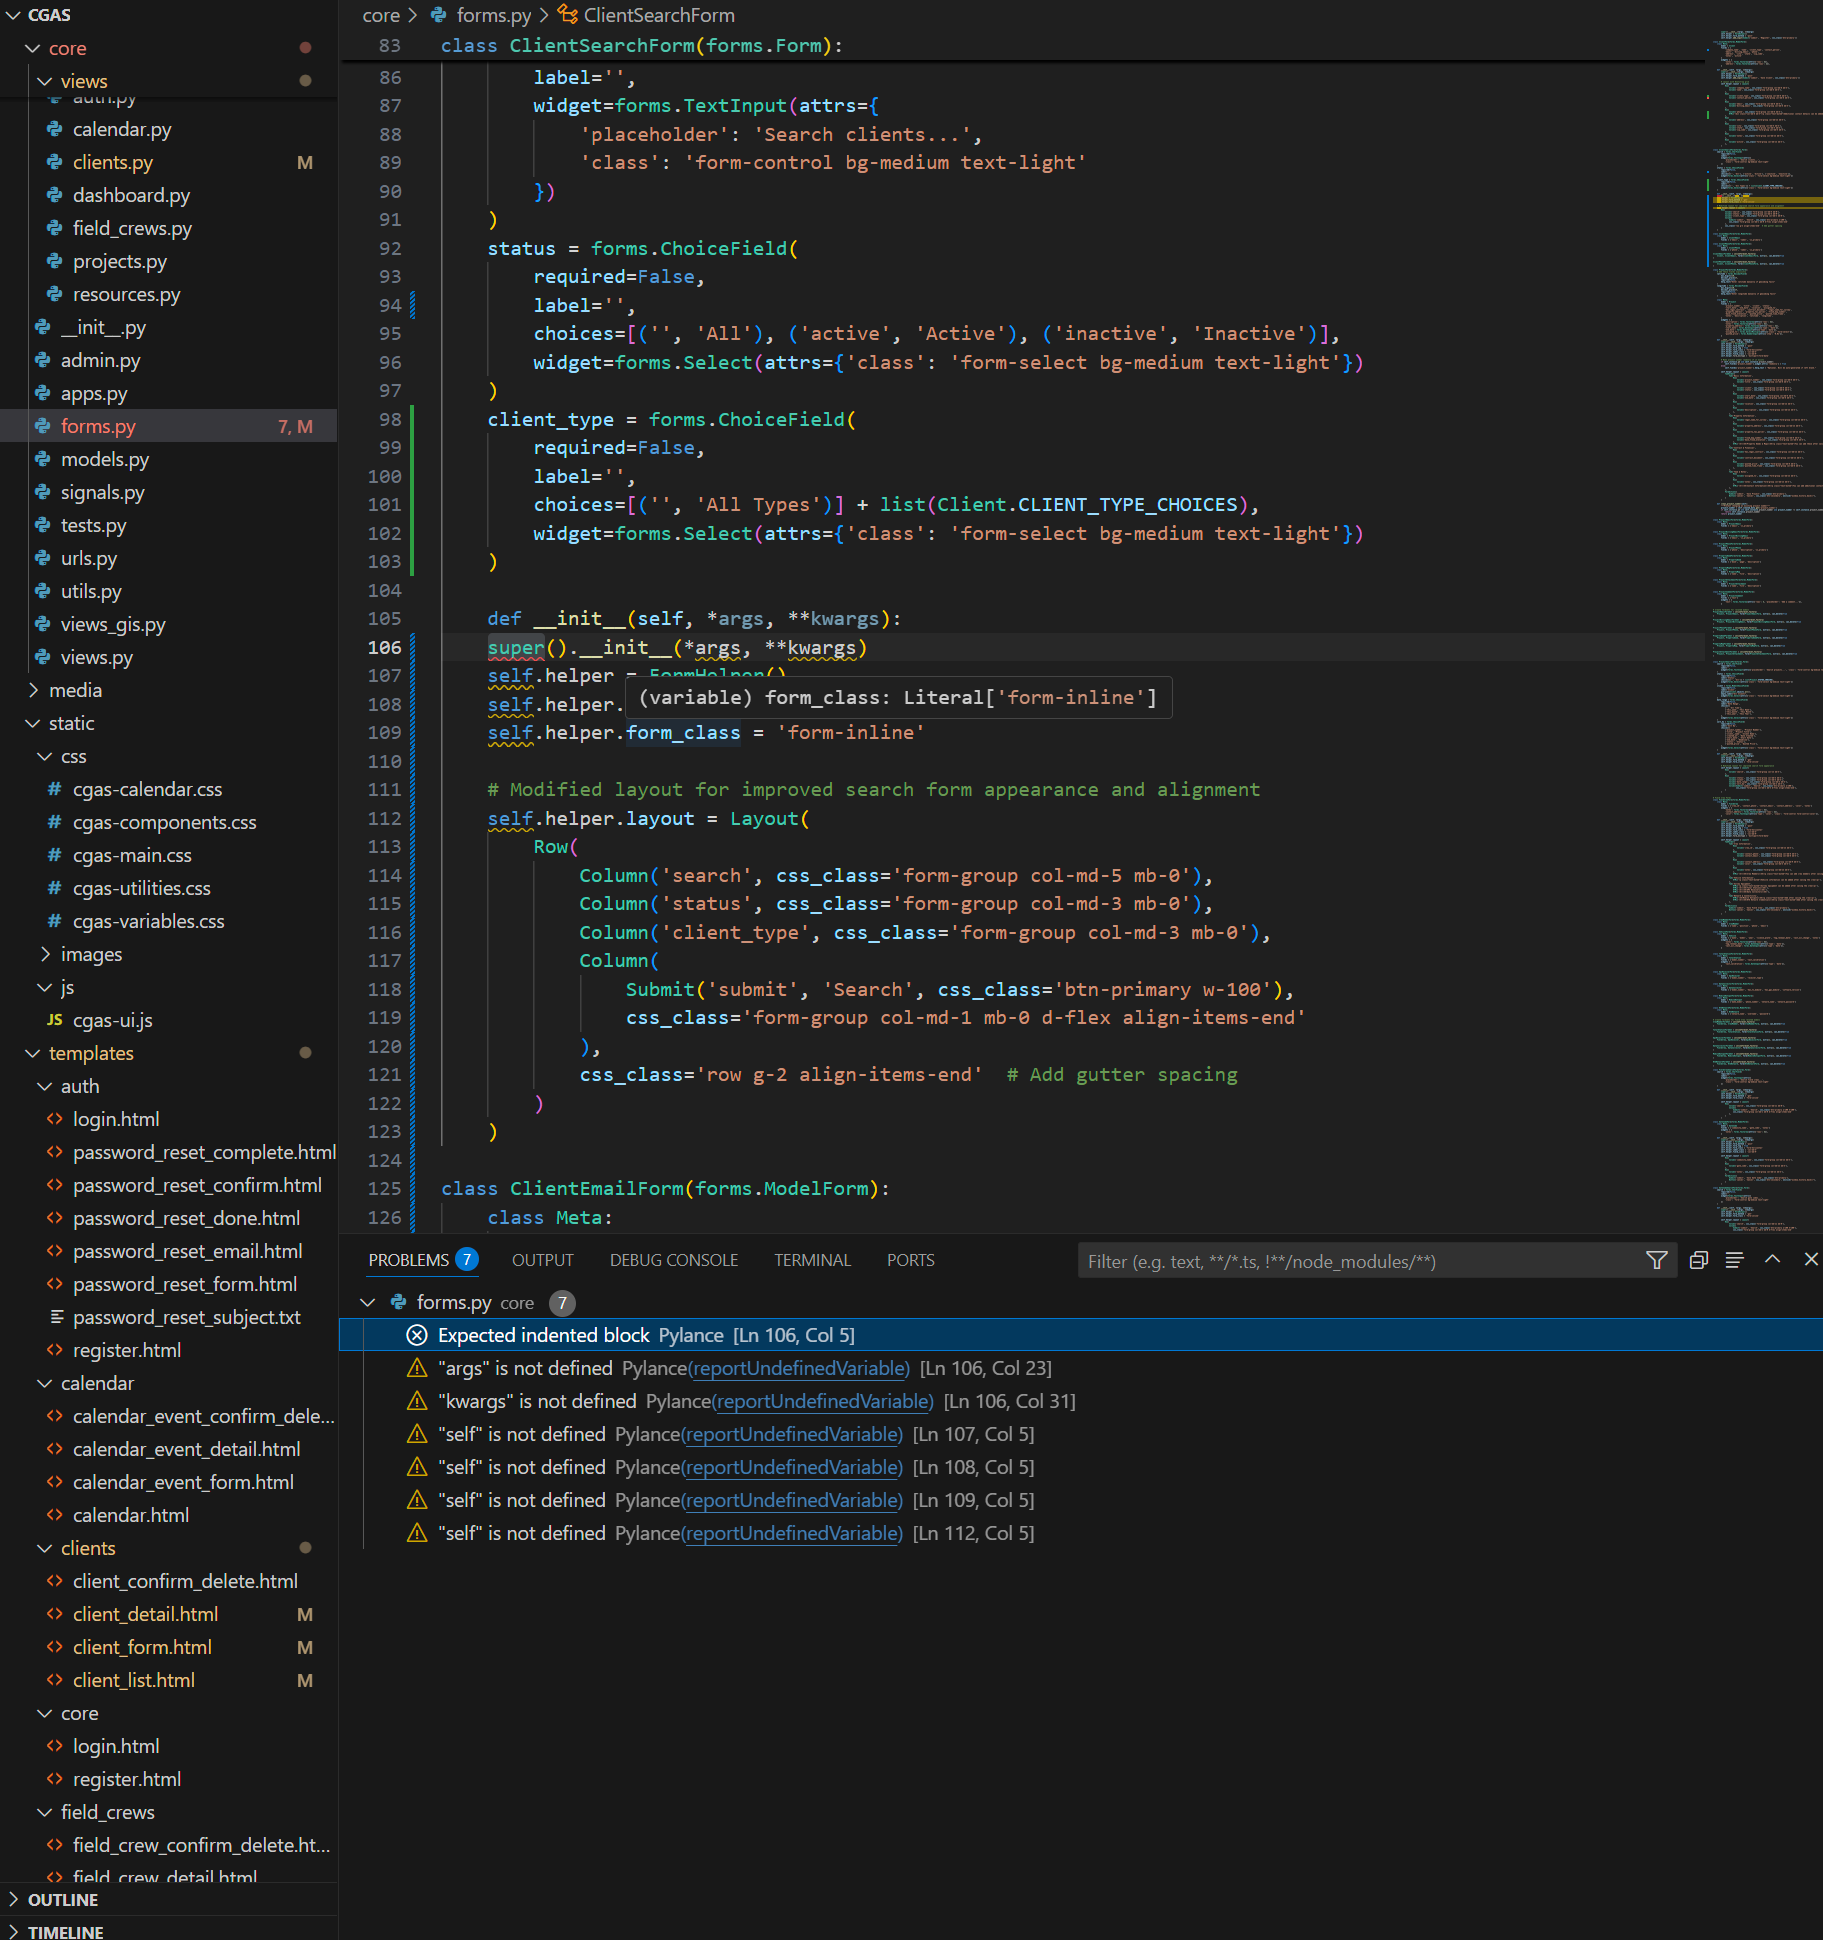 CGAS
core
views
auth.py
calendar.py
clients.py M
dashboard.py
field_crews.py
projects.py
resources.py
__init__.py
admin.py
apps.py
forms.py 7, M
models.py
signals.py
tests.py
urls.py
utils.py
views_gis.py
views.py
media
static
css
# cgas-calendar.css
# cgas-components.css
# cgas-main.css
# cgas-utilities.css
# cgas-variables.css
images
js
JS cgas-ui.js
templates
auth
login.html
password_reset_complete.html
password_reset_confirm.html
password_reset_done.html
password_reset_email.html
password_reset_form.html
password_reset_subject.txt
register.html
calendar
calendar_event_confirm_dele...
calendar_event_detail.html
calendar_event_form.html
calendar.html
clients
client_confirm_delete.html
client_detail.html M
client_form.html M
client_list.html M
core
login.html
register.html
field_crews
field_crew_confirm_delete.ht...
field_crew_detail.html
OUTLINE
TIMELINE
core > forms.py > ClientSearchForm
83 class ClientSearchForm(forms.Form):
86 label='',
87 widget=forms.TextInput(attrs={
88 'placeholder': 'Search clients...',
89 'class': 'form-control bg-medium text-light'
90 })
91 )
92 status = forms.ChoiceField(
93 required=False,
94 label='',
95 choices=[('', 'All'), ('active', 'Active'), ('inactive', 'Inactive')],
96 widget=forms.Select(attrs={'class': 'form-select bg-medium text-light'})
97 )
98 client_type = forms.ChoiceField(
99 required=False,
100 label='',
101 choices=[('', 'All Types')] + list(Client.CLIENT_TYPE_CHOICES),
102 widget=forms.Select(attrs={'class': 'form-select bg-medium text-light'})
103 )
104
105 def __init__(self, *args, **kwargs):
106 super().__init__(*args, **kwargs)
107 self.helper = FormHelper()
108 self.helper.
(variable) form_class: Literal['form-inline']
109 self.helper.form_class = 'form-inline'
110
111 # Modified layout for improved search form appearance and alignment
112 self.helper.layout = Layout(
113 Row(
114 Column('search', css_class='form-group col-md-5 mb-0'),
115 Column('status', css_class='form-group col-md-3 mb-0'),
116 Column('client_type', css_class='form-group col-md-3 mb-0'),
117 Column(
118 Submit('submit', 'Search', css_class='btn-primary w-100'),
119 css_class='form-group col-md-1 mb-0 d-flex align-items-end'
120 ),
121 css_class='row g-2 align-items-end' # Add gutter spacing
122 )
123 )
124
125 class ClientEmailForm(forms.ModelForm):
126 class Meta:
PROBLEMS 7 OUTPUT DEBUG CONSOLE TERMINAL PORTS Filter (e.g. text, **/*.ts, !**/node_modules/**)
forms.py core 7
Expected indented block Pylance [Ln 106, Col 5]
"args" is not defined Pylance(reportUndefinedVariable) [Ln 106, Col 23]
"kwargs" is not defined Pylance(reportUndefinedVariable) [Ln 106, Col 31]
"self" is not defined Pylance(reportUndefinedVariable) [Ln 107, Col 5]
"self" is not defined Pylance(reportUndefinedVariable) [Ln 108, Col 5]
"self" is not defined Pylance(reportUndefinedVariable) [Ln 109, Col 5]
"self" is not defined Pylance(reportUndefinedVariable) [Ln 112, Col 5]